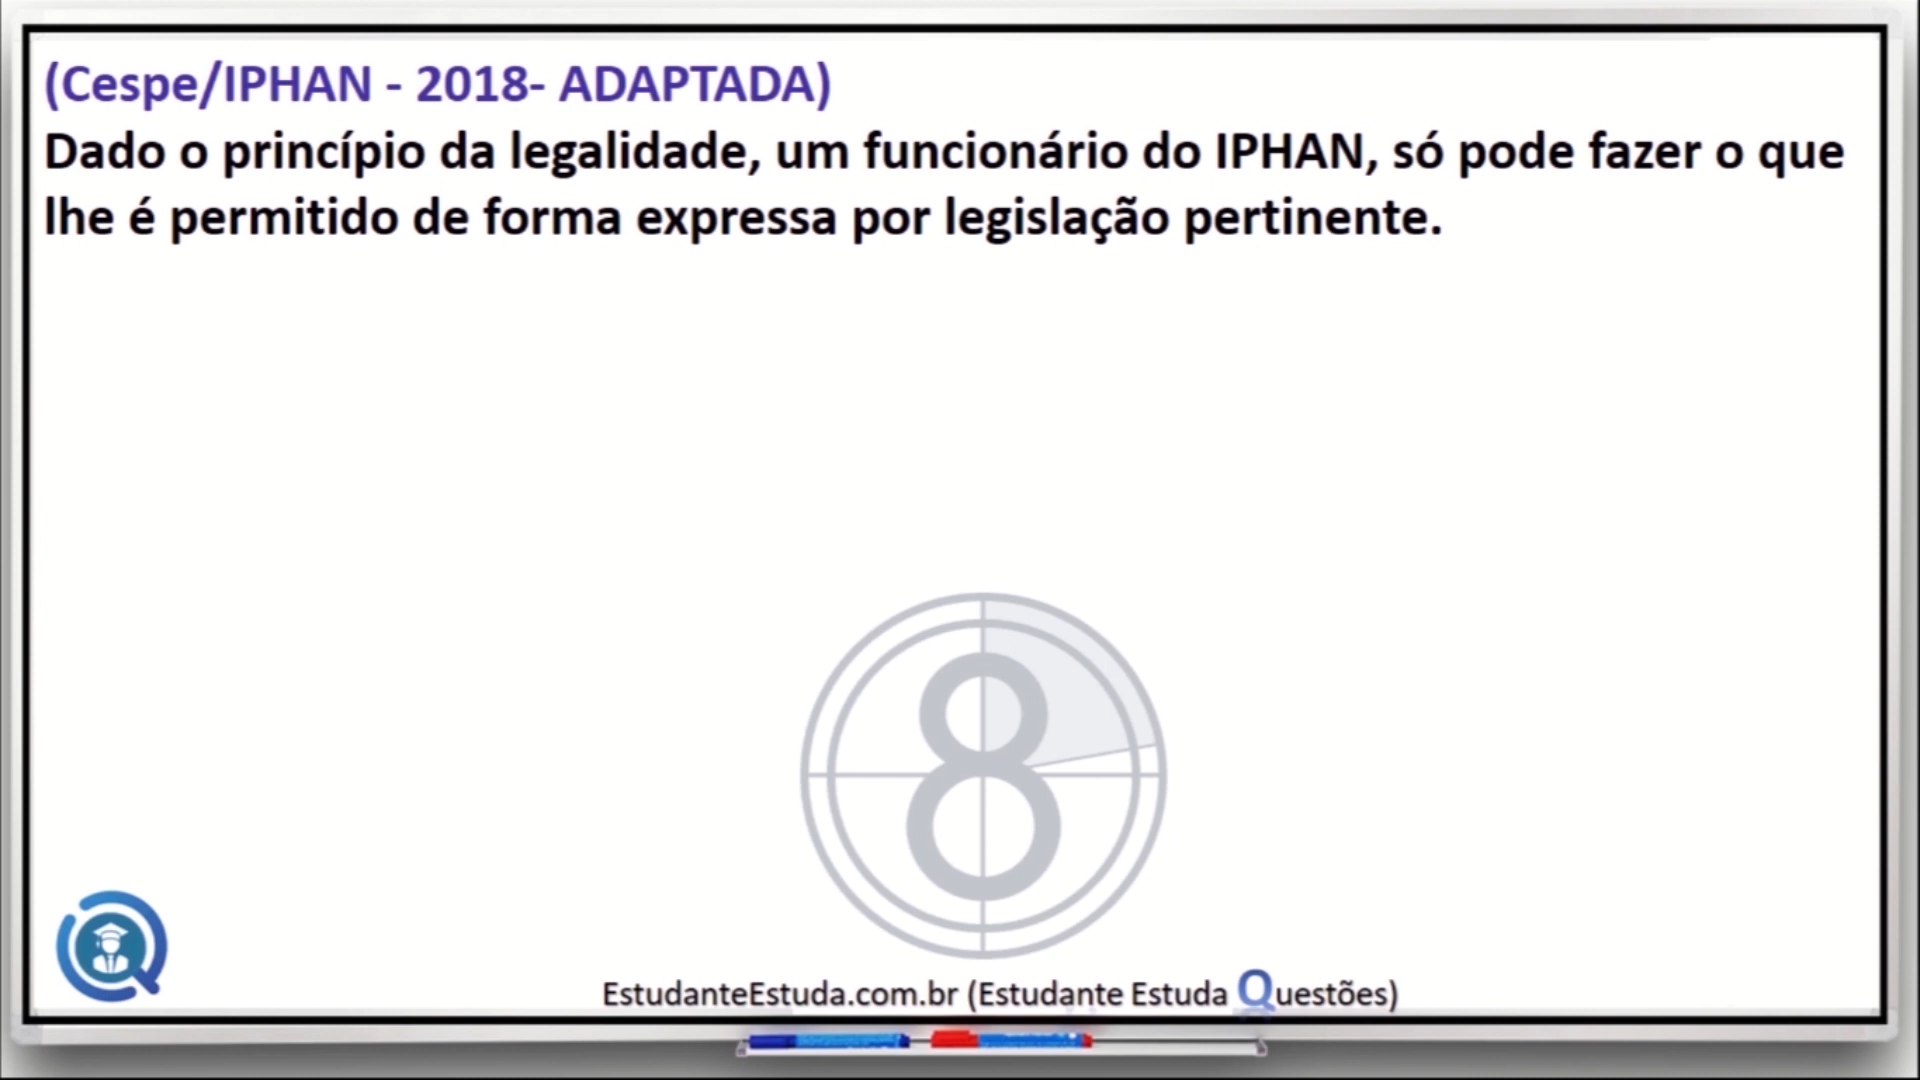 (Cespe/IPHAN - 2018- ADAPTADA)
Dado o princípio da legalidade, um funcionário do IPHAN, só pode fazer o que
lhe é permitido de forma expressa por legislação pertinente.
8
EstudanteEstuda.com.br (Estudante Estuda Questões)